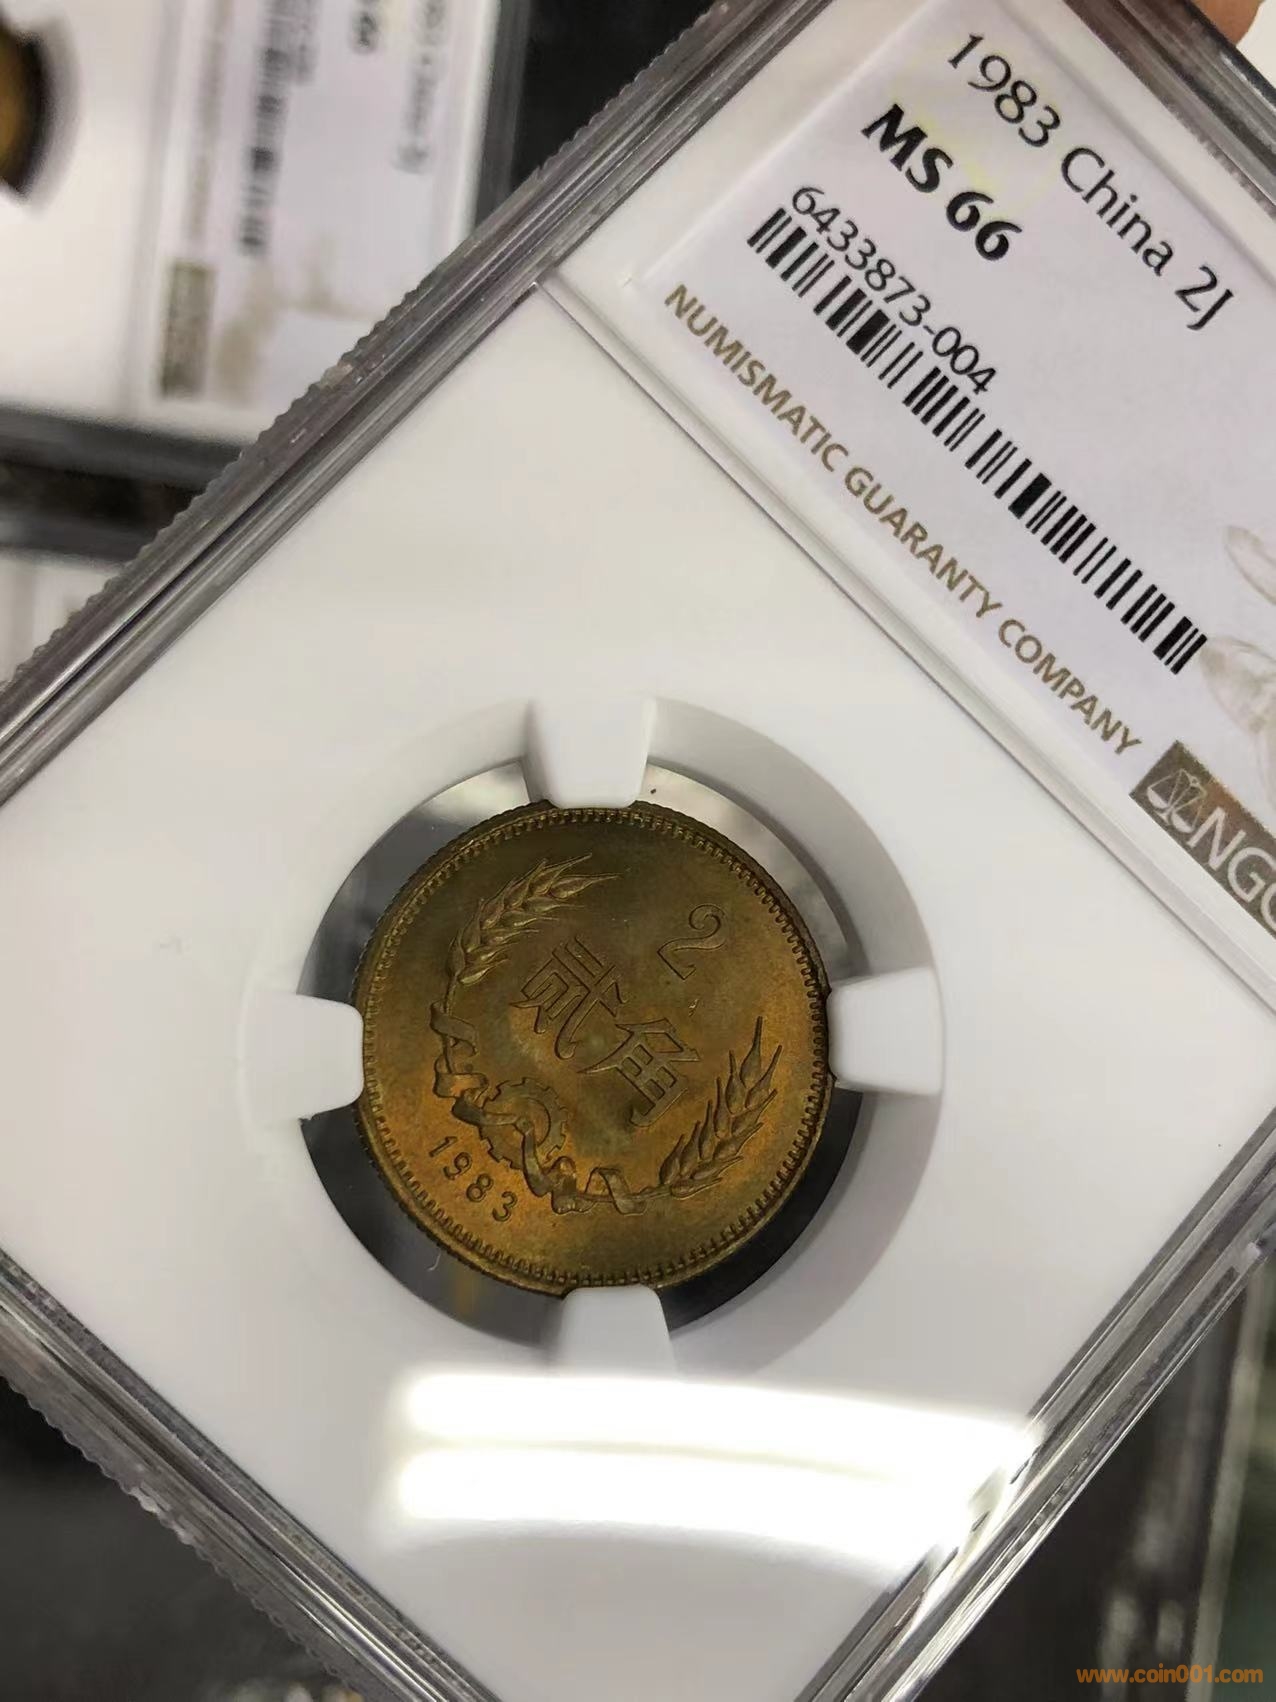 1983 China 2J
MS 66
6433873-004
NUMISMATIC GUARANTY COMPANY
NGC
2
贰角
1983
www.coin001.com